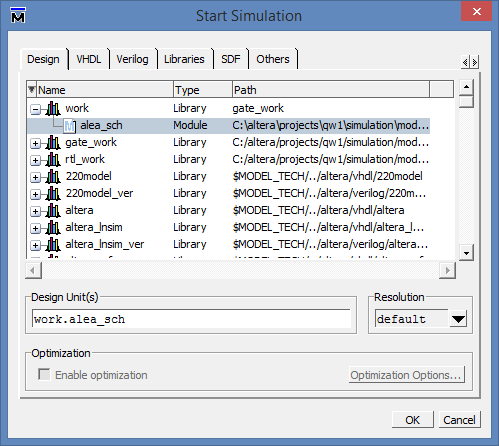 Start Simulation
Design VHDL Verilog Libraries SDF Others
Name Type Path
work Library gate_work
alea_sch Module C:\altera\projects\qw1\simulation\mod...
gate_work Library C:/altera/projects/qw1/simulation/mod...
rtl_work Library C:/altera/projects/qw1/simulation/mod...
220model Library $MODEL_TECH/../altera/vhdl/220model
220model_ver Library $MODEL_TECH/../altera/verilog/220m...
altera Library $MODEL_TECH/../altera/vhdl/altera
altera_lnsim Library $MODEL_TECH/../altera/vhdl/altera_l...
altera_lnsim_ver Library $MODEL_TECH/../altera/verilog/altera...
Design Unit(s) Resolution
work.alea_sch default
Optimization
Enable optimization Optimization Options...
OK Cancel